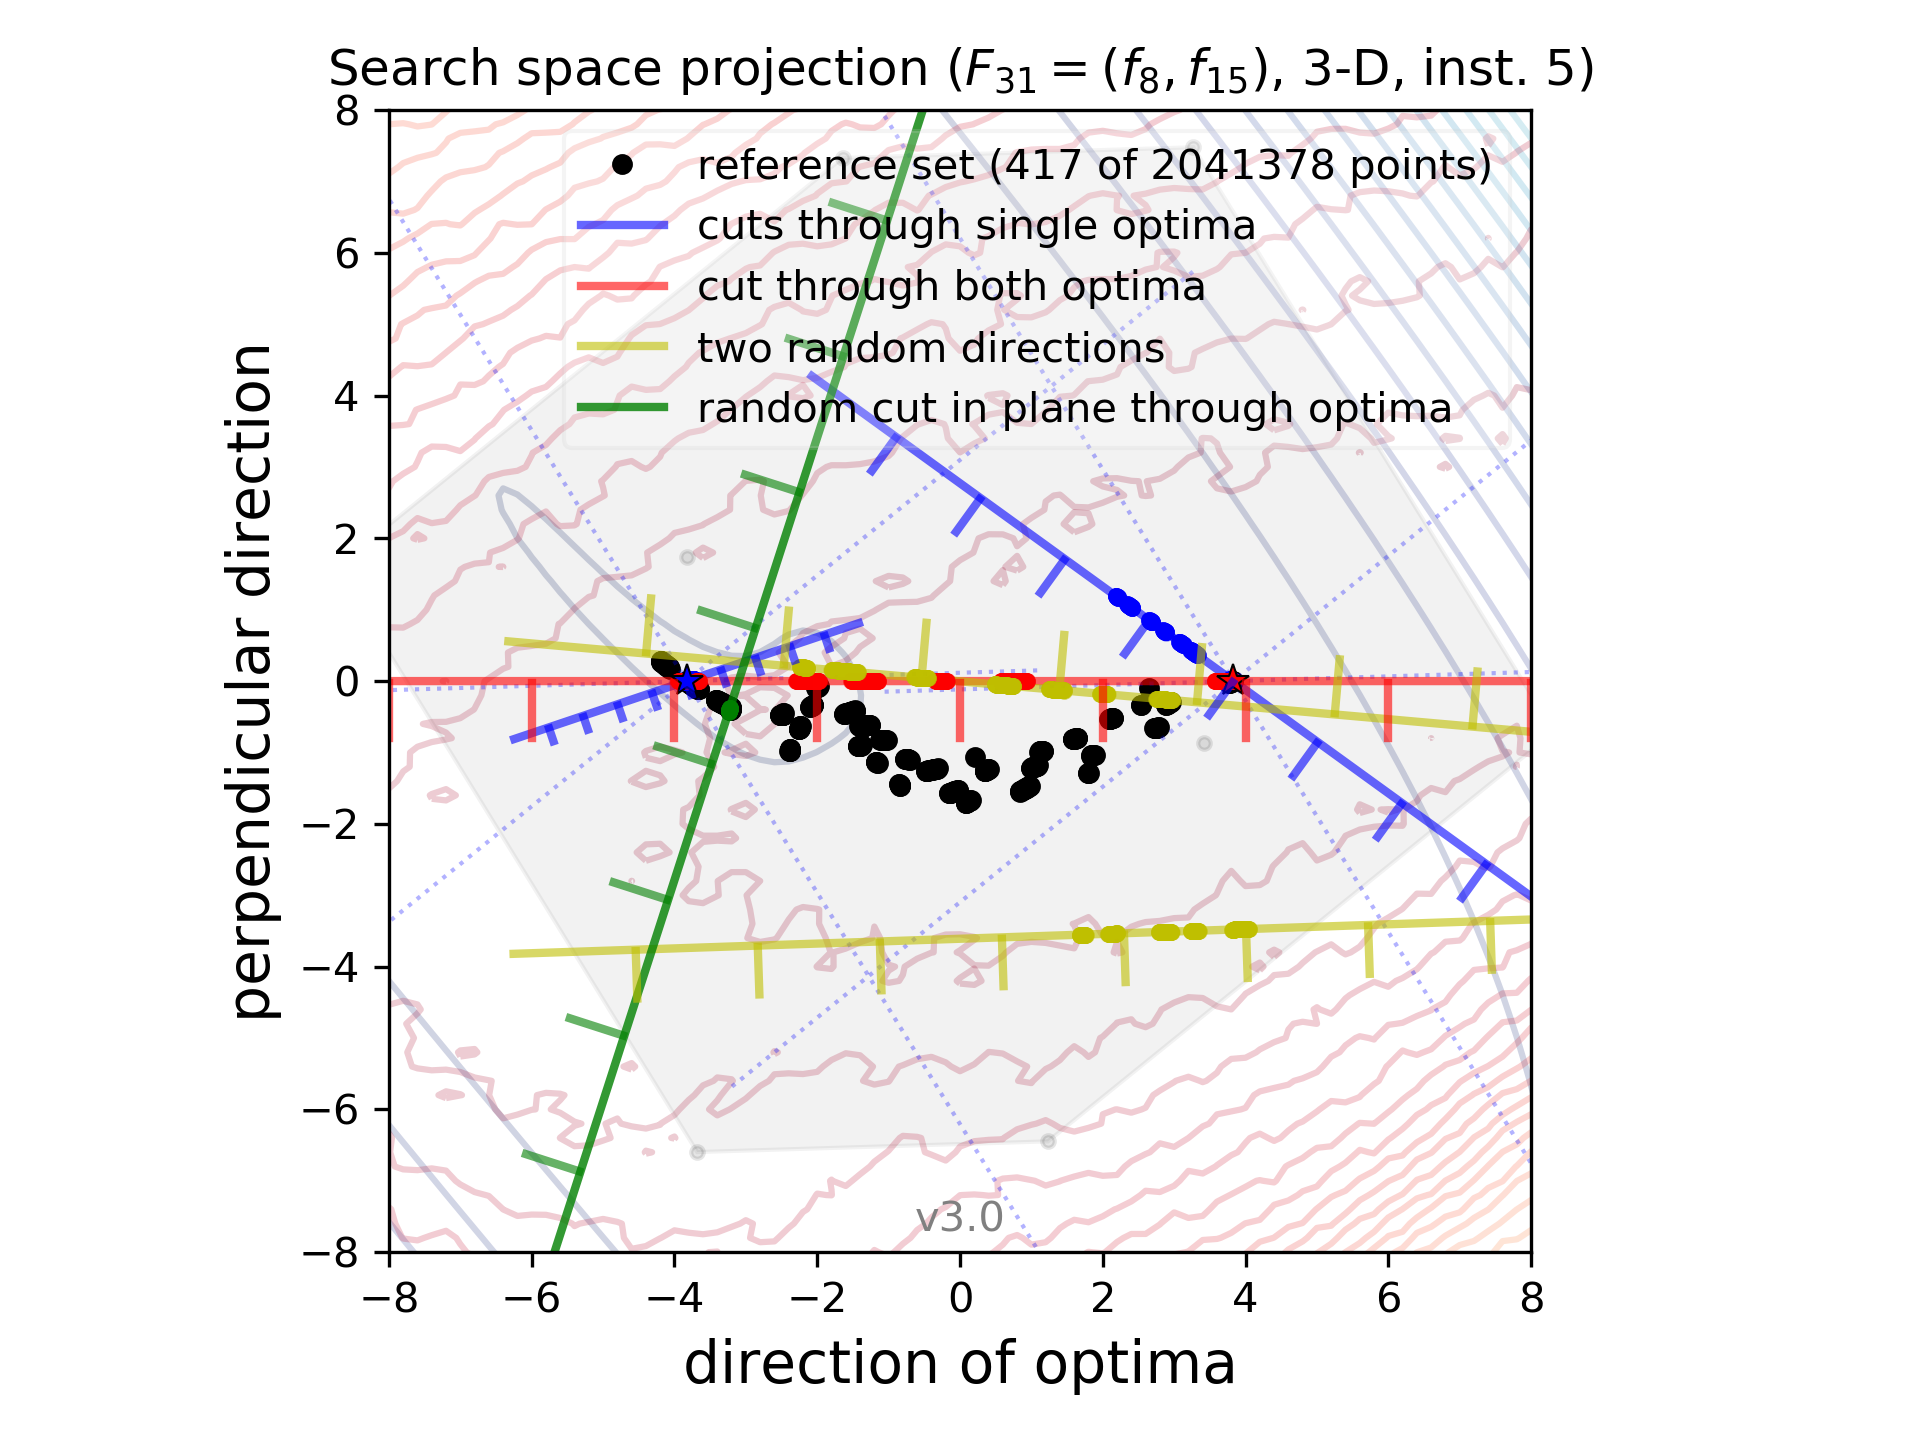 Search space projection (F31 = (f8, f15), 3-D, inst. 5)
reference set (417 of 2041378 points)
cuts through single optima
cut through both optima
two random directions
random cut in plane through optima
perpendicular direction
8
6
4
2
0
−2
−4
−6
−8
v3.0
−8 −6 −4 −2 0 2 4 6 8
direction of optima